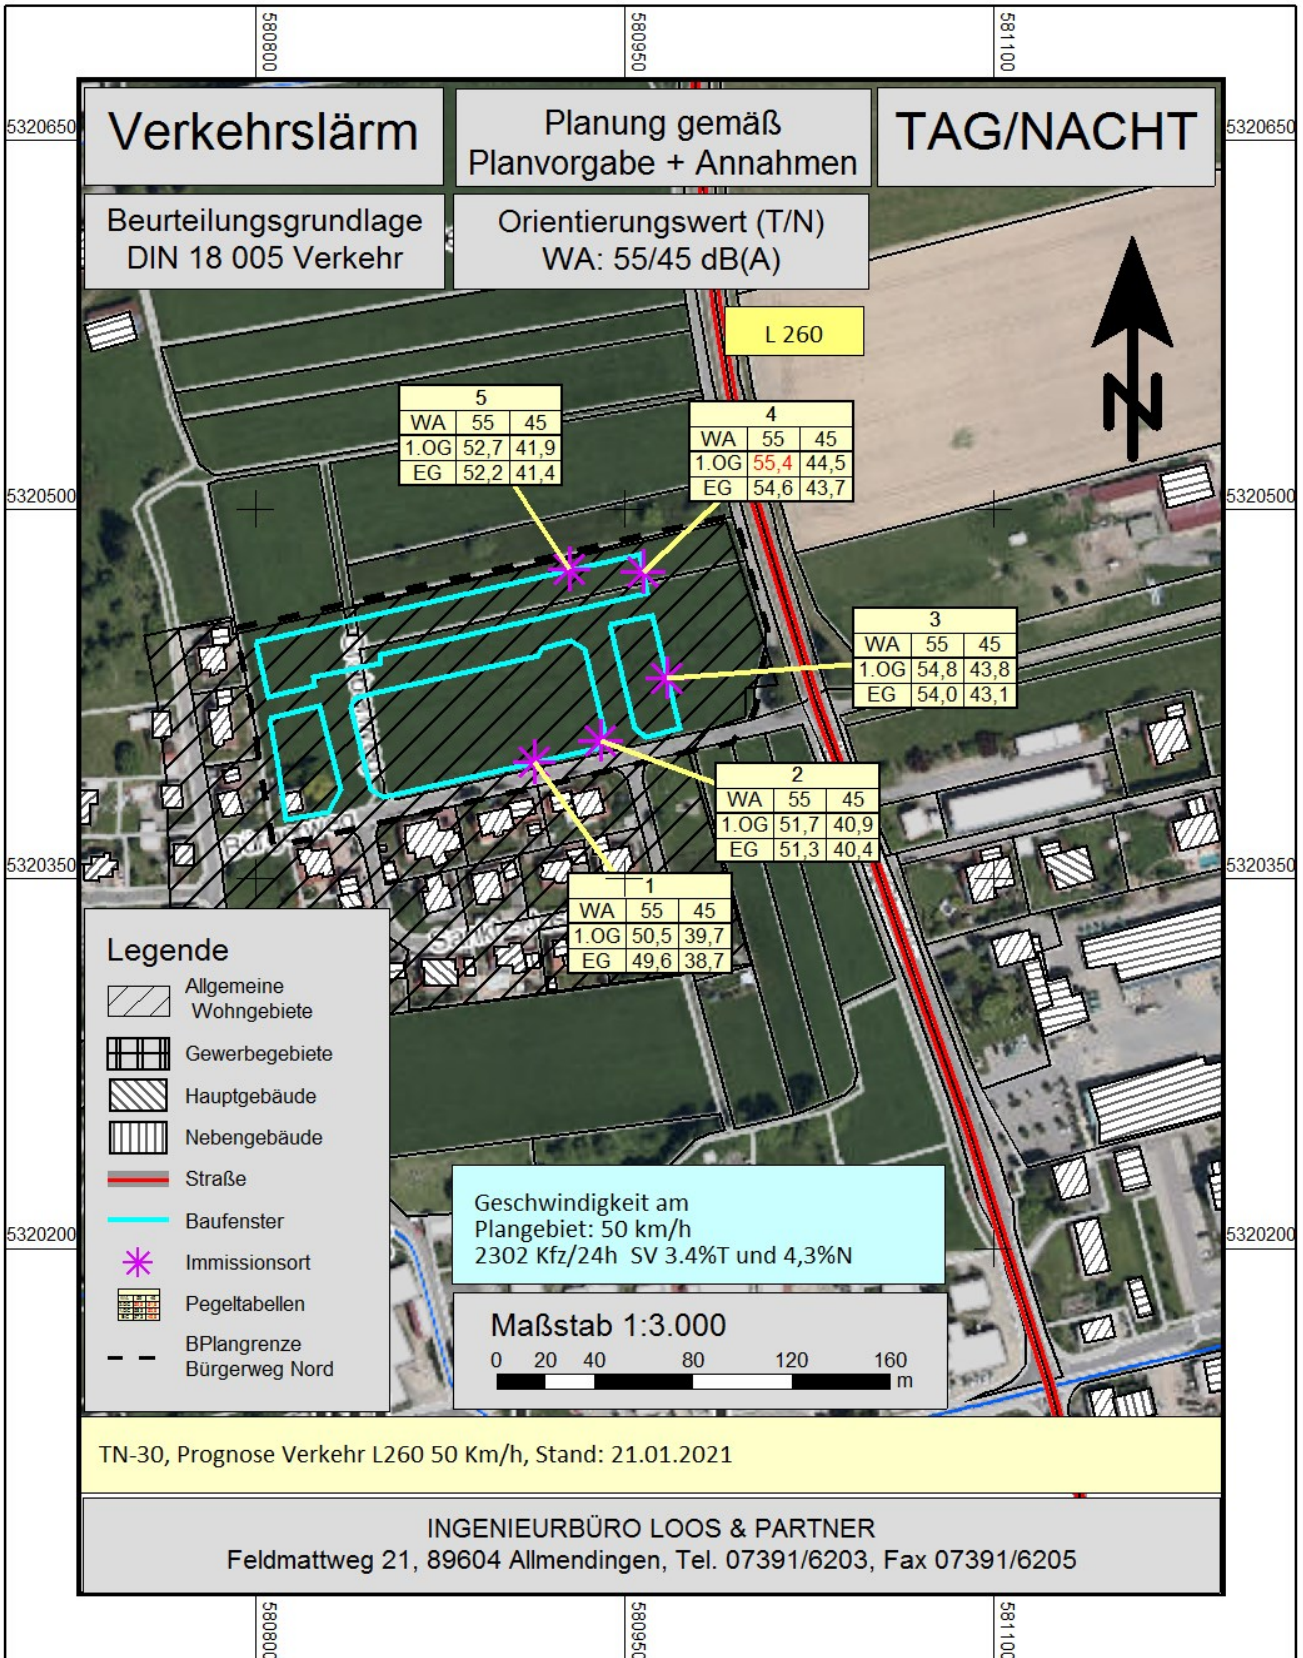 580800
580950
581100
5320650
5320650
Verkehrslärm
Planung gemäß
Planvorgabe + Annahmen
TAG/NACHT
Beurteilungsgrundlage
DIN 18 005 Verkehr
Orientierungswert (T/N)
WA: 55/45 dB(A)
L 260
N
5
WA 55 45
1.OG 52,7 41,9
EG 52,2 41,4
4
WA 55 45
1.OG 55,4 44,5
EG 54,6 43,7
5320500
5320500
3
WA 55 45
1.OG 54,8 43,8
EG 54,0 43,1
2
WA 55 45
1.OG 51,7 40,9
EG 51,3 40,4
5320350
5320350
1
WA 55 45
1.OG 50,5 39,7
EG 49,6 38,7
Legende
Allgemeine
Wohngebiete
Gewerbegebiete
Hauptgebäude
Nebengebäude
Straße
Baufenster
Immissionsort
Pegeltabellen
BPlangrenze
Bürgerweg Nord
5320200
5320200
Geschwindigkeit am
Plangebiet: 50 km/h
2302 Kfz/24h SV 3.4%T und 4,3%N
Maßstab 1:3.000
0 20 40 80 120 160
m
TN-30, Prognose Verkehr L260 50 Km/h, Stand: 21.01.2021
INGENIEURBÜRO LOOS & PARTNER
Feldmattweg 21, 89604 Allmendingen, Tel. 07391/6203, Fax 07391/6205
580800
580950
581100